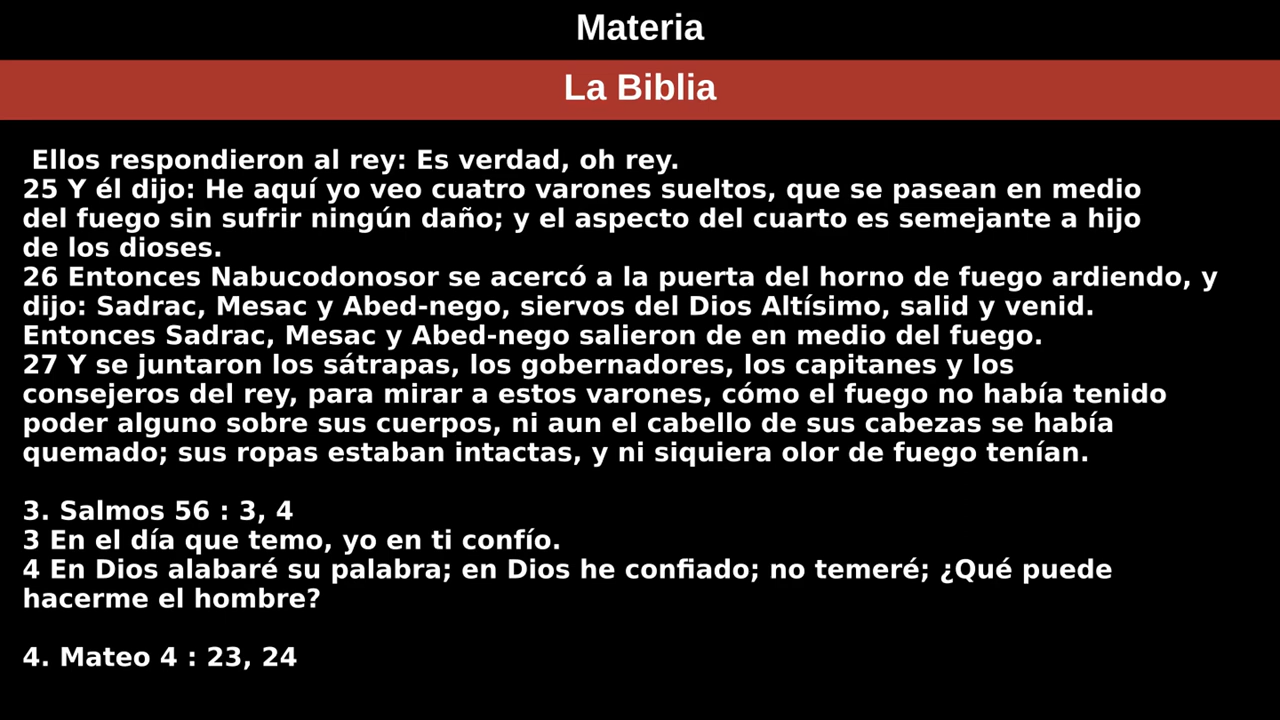 Materia
La Biblia
Ellos respondieron al rey: Es verdad, oh rey.
25 Y él dijo: He aquí yo veo cuatro varones sueltos, que se pasean en medio
del fuego sin sufrir ningún daño; y el aspecto del cuarto es semejante a hijo
de los dioses.
26 Entonces Nabucodonosor se acercó a la puerta del horno de fuego ardiendo, y
dijo: Sadrac, Mesac y Abed-nego, siervos del Dios Altísimo, salid y venid.
Entonces Sadrac, Mesac y Abed-nego salieron de en medio del fuego.
27 Y se juntaron los sátrapas, los gobernadores, los capitanes y los
consejeros del rey, para mirar a estos varones, cómo el fuego no había tenido
poder alguno sobre sus cuerpos, ni aun el cabello de sus cabezas se había
quemado; sus ropas estaban intactas, y ni siquiera olor de fuego tenían.
3. Salmos 56 : 3, 4
3 En el día que temo, yo en ti confío.
4 En Dios alabaré su palabra; en Dios he confiado; no temeré; ¿Qué puede
hacerme el hombre?
4. Mateo 4 : 23, 24